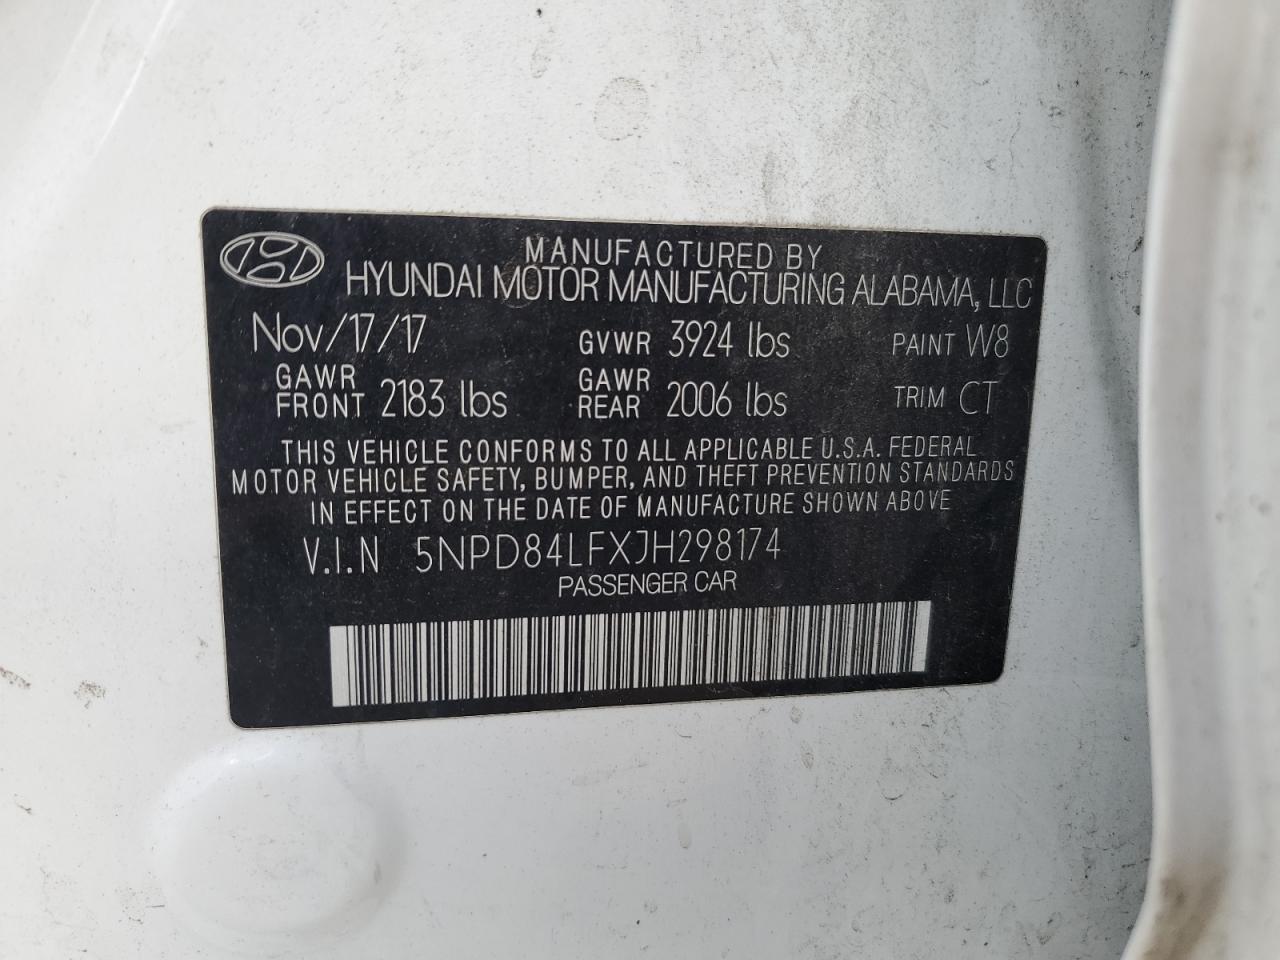 MANUFACTURED BY
HYUNDAI MOTOR MANUFACTURING ALABAMA, LLC
Nov/17/17 GVWR 3924 lbs PAINT W8
GAWR FRONT 2183 lbs GAWR REAR 2006 lbs TRIM CT
THIS VEHICLE CONFORMS TO ALL APPLICABLE U.S.A. FEDERAL
MOTOR VEHICLE SAFETY, BUMPER, AND THEFT PREVENTION STANDARDS
IN EFFECT ON THE DATE OF MANUFACTURE SHOWN ABOVE
V.I.N 5NPD84LFXJH298174
PASSENGER CAR